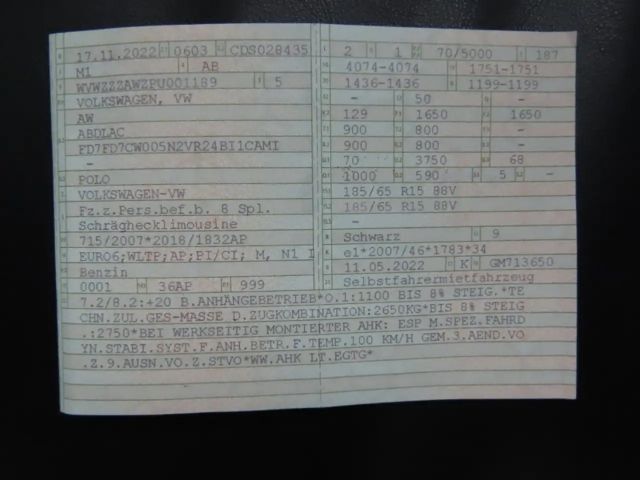 17.11.2022 0603 CDS028435
M1 AB
WVWZZZAWZPU001189 5
VOLKSWAGEN, VW
AW
ABDLAC
FD7FD7CW005N2VR24BI1CAMI
-
POLO
VOLKSWAGEN-VW
Fz.z.Pers.bef.b. 8 Spl.
Schräghecklimousine
715/2007*2018/1832AP
EURO6;WLTP;AP;PI/CI; M, N1 I
Benzin
0001 36AP 999
2 1 70/5000 187
4074-4074 1751-1751
1436-1436 1199-1199
- 50 -
129 1650 1650
900 800 -
900 800 -
70 3750 68
1000 590 5 -
185/65 R15 88V
185/65 R15 88V
-
Schwarz 9
e1*2007/46*1783*34
11.05.2022 K GM713650
Selbstfahrermietfahrzeug
7.2/8.2:+20 B.ANHÄNGEBETRIEB*O.1:1100 BIS 8% STEIG.*TE
CHN.ZUL.GES-MASSE D.ZUGKOMBINATION:2650KG*BIS 8% STEIG
.:2750*BEI WERKSEITIG MONTIERTER AHK: ESP M.SPEZ.FAHRD
YN.STABI.SYST.F.ANH.BETR.F.TEMP.100 KM/H GEM.3.AEND.VO
.Z.9.AUSN.VO.Z.STVO*WW.AHK LT.EGTG*